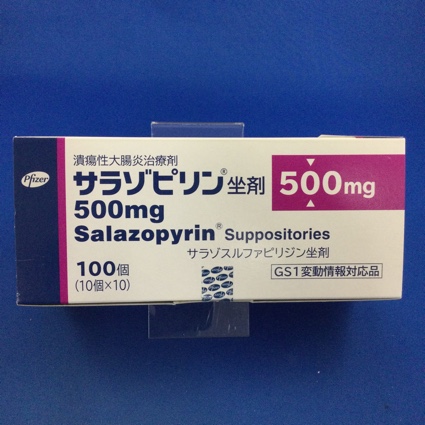 Pfizer
潰瘍性大腸炎治療剤
サラゾピリン®坐剤 500mg
500mg
Salazopyrin® Suppositories
サラゾスルファピリジン坐剤
100個
(10個×10)
GS1変動情報対応品